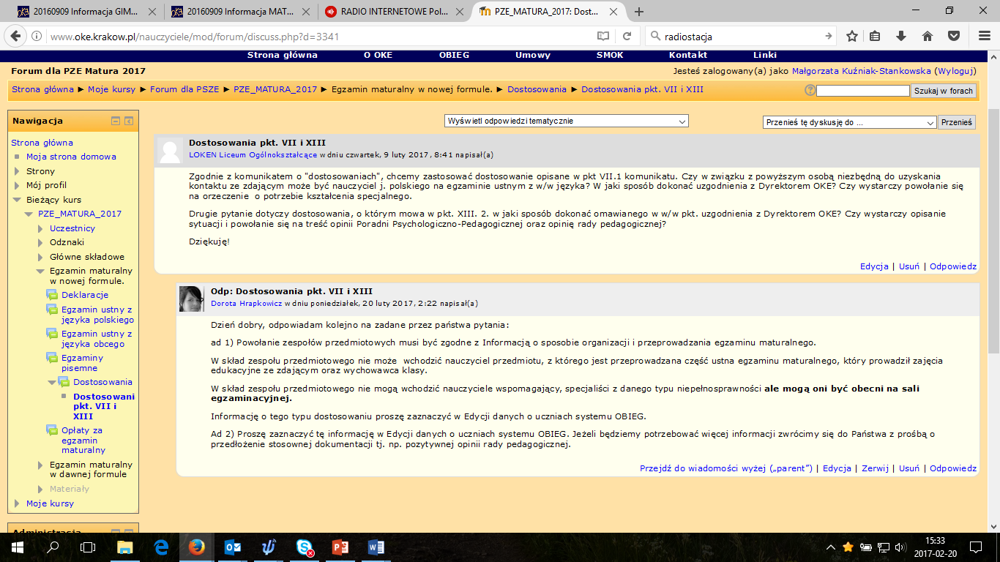 20160909 Informacja GIM...
20160909 Informacja MAT...
RADIO INTERNETOWE Pol...
PZE_MATURA_2017: Dost...
www.oke.krakow.pl/nauczyciele/mod/forum/discuss.php?d=3341
radiostacja
Strona główna O OKE OBIEG Umowy SMOK Kontakt Linki
Forum dla PZE Matura 2017
Jesteś zalogowany(a) jako Małgorzata Kuźniak-Stankowska (Wyloguj)
Strona główna ► Moje kursy ► Forum dla PSZE ► PZE_MATURA_2017 ► Egzamin maturalny w nowej formule. ► Dostosowania ► Dostosowania pkt. VII i XIII
Szukaj w forach
Nawigacja
Strona główna
Moja strona domowa
Strony
Mój profil
Bieżący kurs
PZE_MATURA_2017
Uczestnicy
Odznaki
Główne składowe
Egzamin maturalny
w nowej formule.
Deklaracje
Egzamin ustny z
języka polskiego
Egzamin ustny z
języka obcego
Egzaminy
pisemne
Dostosowania
Dostosowani
pkt. VII i
XIII
Opłaty za
egzamin
maturalny
Egzamin maturalny
w dawnej formule
Materiały
Moje kursy
Administracja
Wyświetl odpowiedzi tematycznie
Przenieś tę dyskusję do ...
Przenieś
Dostosowania pkt. VII i XIII
LOKEN Liceum Ogólnokształcące w dniu czwartek, 9 luty 2017, 8:41 napisał(a)
Zgodnie z komunikatem o "dostosowaniach", chcemy zastosować dostosowanie opisane w pkt VII.1 komunikatu. Czy w związku z powyższym osobą niezbędną do uzyskania
kontaktu ze zdającym może być nauczyciel j. polskiego na egzaminie ustnym z w/w języka? W jaki sposób dokonać uzgodnienia z Dyrektorem OKE? Czy wystarczy powołanie się
na orzeczenie o potrzebie kształcenia specjalnego.
Drugie pytanie dotyczy dostosowania, o którym mowa w pkt. XIII. 2. w jaki sposób dokonać omawianego w w/w pkt. uzgodnienia z Dyrektorem OKE? Czy wystarczy opisanie
sytuacji i powołanie się na treść opinii Poradni Psychologiczno-Pedagogicznej oraz opinię rady pedagogicznej?
Dziękuję!
Edycja | Usuń | Odpowiedz
Odp: Dostosowania pkt. VII i XIII
Dorota Hrapkowicz w dniu poniedziałek, 20 luty 2017, 2:22 napisał(a)
Dzień dobry, odpowiadam kolejno na zadane przez państwa pytania:
ad 1) Powołanie zespołów przedmiotowych musi być zgodne z Informacją o sposobie organizacji i przeprowadzania egzaminu maturalnego.
W skład zespołu przedmiotowego nie może wchodzić nauczyciel przedmiotu, z którego jest przeprowadzana część ustna egzaminu maturalnego, który prowadził zajęcia
edukacyjne ze zdającym oraz wychowawca klasy.
W skład zespołu przedmiotowego nie mogą wchodzić nauczyciele wspomagający, specjaliści z danego typu niepełnosprawności ale mogą oni być obecni na sali
egzaminacyjnej.
Informację o tego typu dostosowaniu proszę zaznaczyć w Edycji danych o uczniach systemu OBIEG.
Ad 2) Proszę zaznaczyć tę informację w Edycji danych o uczniach systemu OBIEG. Jeżeli będziemy potrzebować więcej informacji zwrócimy się do Państwa z prośbą o
przedłożenie stosownej dokumentacji tj. np. pozytywnej opinii rady pedagogicznej.
Przejdź do wiadomości wyżej („parent”) | Edycja | Zerwij | Usuń | Odpowiedz
15:33
2017-02-20